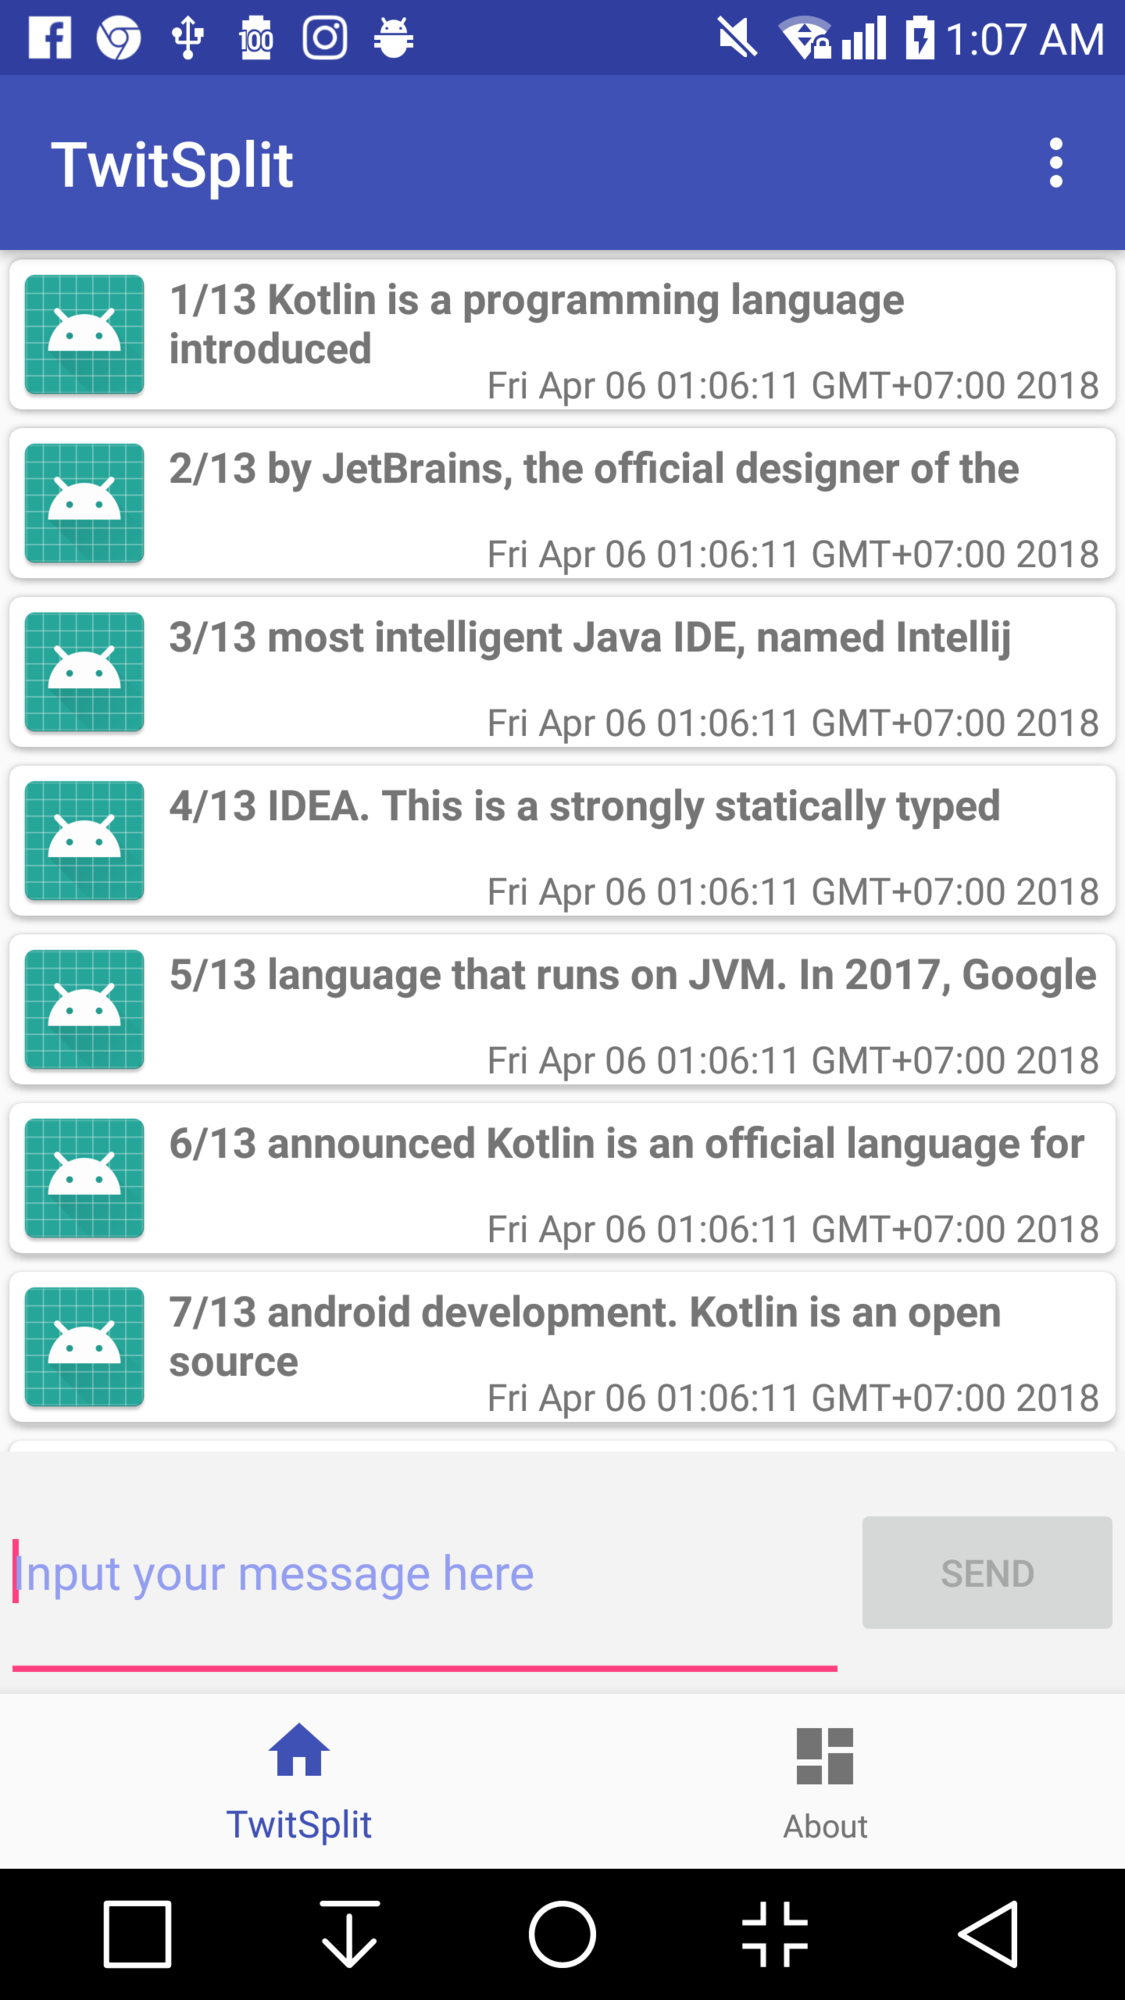 100
1:07 AM
TwitSplit
1/13 Kotlin is a programming language
introduced
Fri Apr 06 01:06:11 GMT+07:00 2018
2/13 by JetBrains, the official designer of the
Fri Apr 06 01:06:11 GMT+07:00 2018
3/13 most intelligent Java IDE, named Intellij
Fri Apr 06 01:06:11 GMT+07:00 2018
4/13 IDEA. This is a strongly statically typed
Fri Apr 06 01:06:11 GMT+07:00 2018
5/13 language that runs on JVM. In 2017, Google
Fri Apr 06 01:06:11 GMT+07:00 2018
6/13 announced Kotlin is an official language for
Fri Apr 06 01:06:11 GMT+07:00 2018
7/13 android development. Kotlin is an open
source
Fri Apr 06 01:06:11 GMT+07:00 2018
Input your message here
SEND
TwitSplit
About